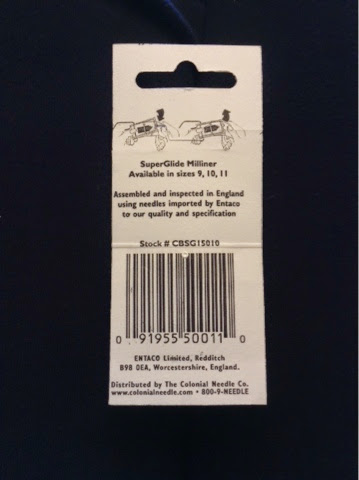 SuperGlide Milliner
Available in sizes 9, 10, 11
Assembled and inspected in England
using needles imported by Entaco
to our quality and specification
Stock # CBSG15010
0 91955 50011 0
ENTACO Limited, Redditch
B98 0EA, Worcestershire, England.
Distributed by The Colonial Needle Co.
www.colonialneedle.com • 800-9-NEEDLE